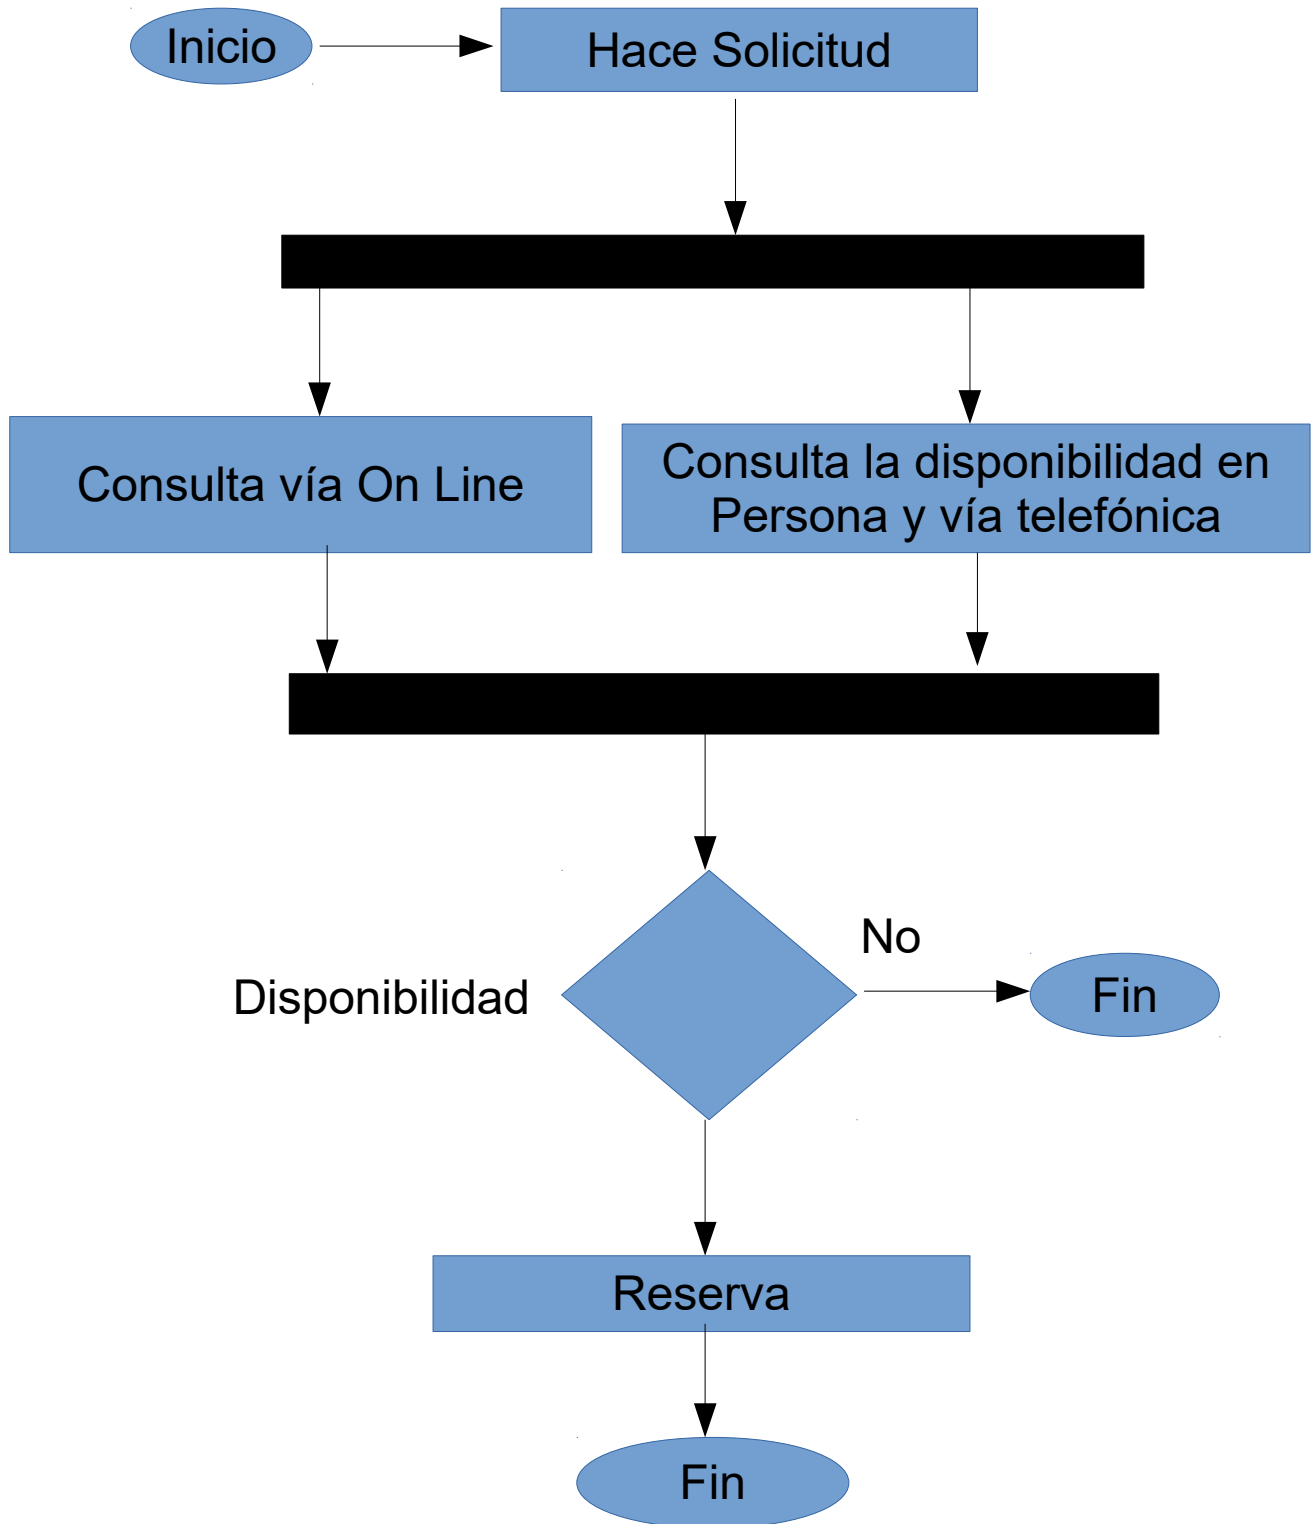 Inicio
Hace Solicitud
Consulta vía On Line
Consulta la disponibilidad en
Persona y vía telefónica
No
Disponibilidad
Fin
Reserva
Fin